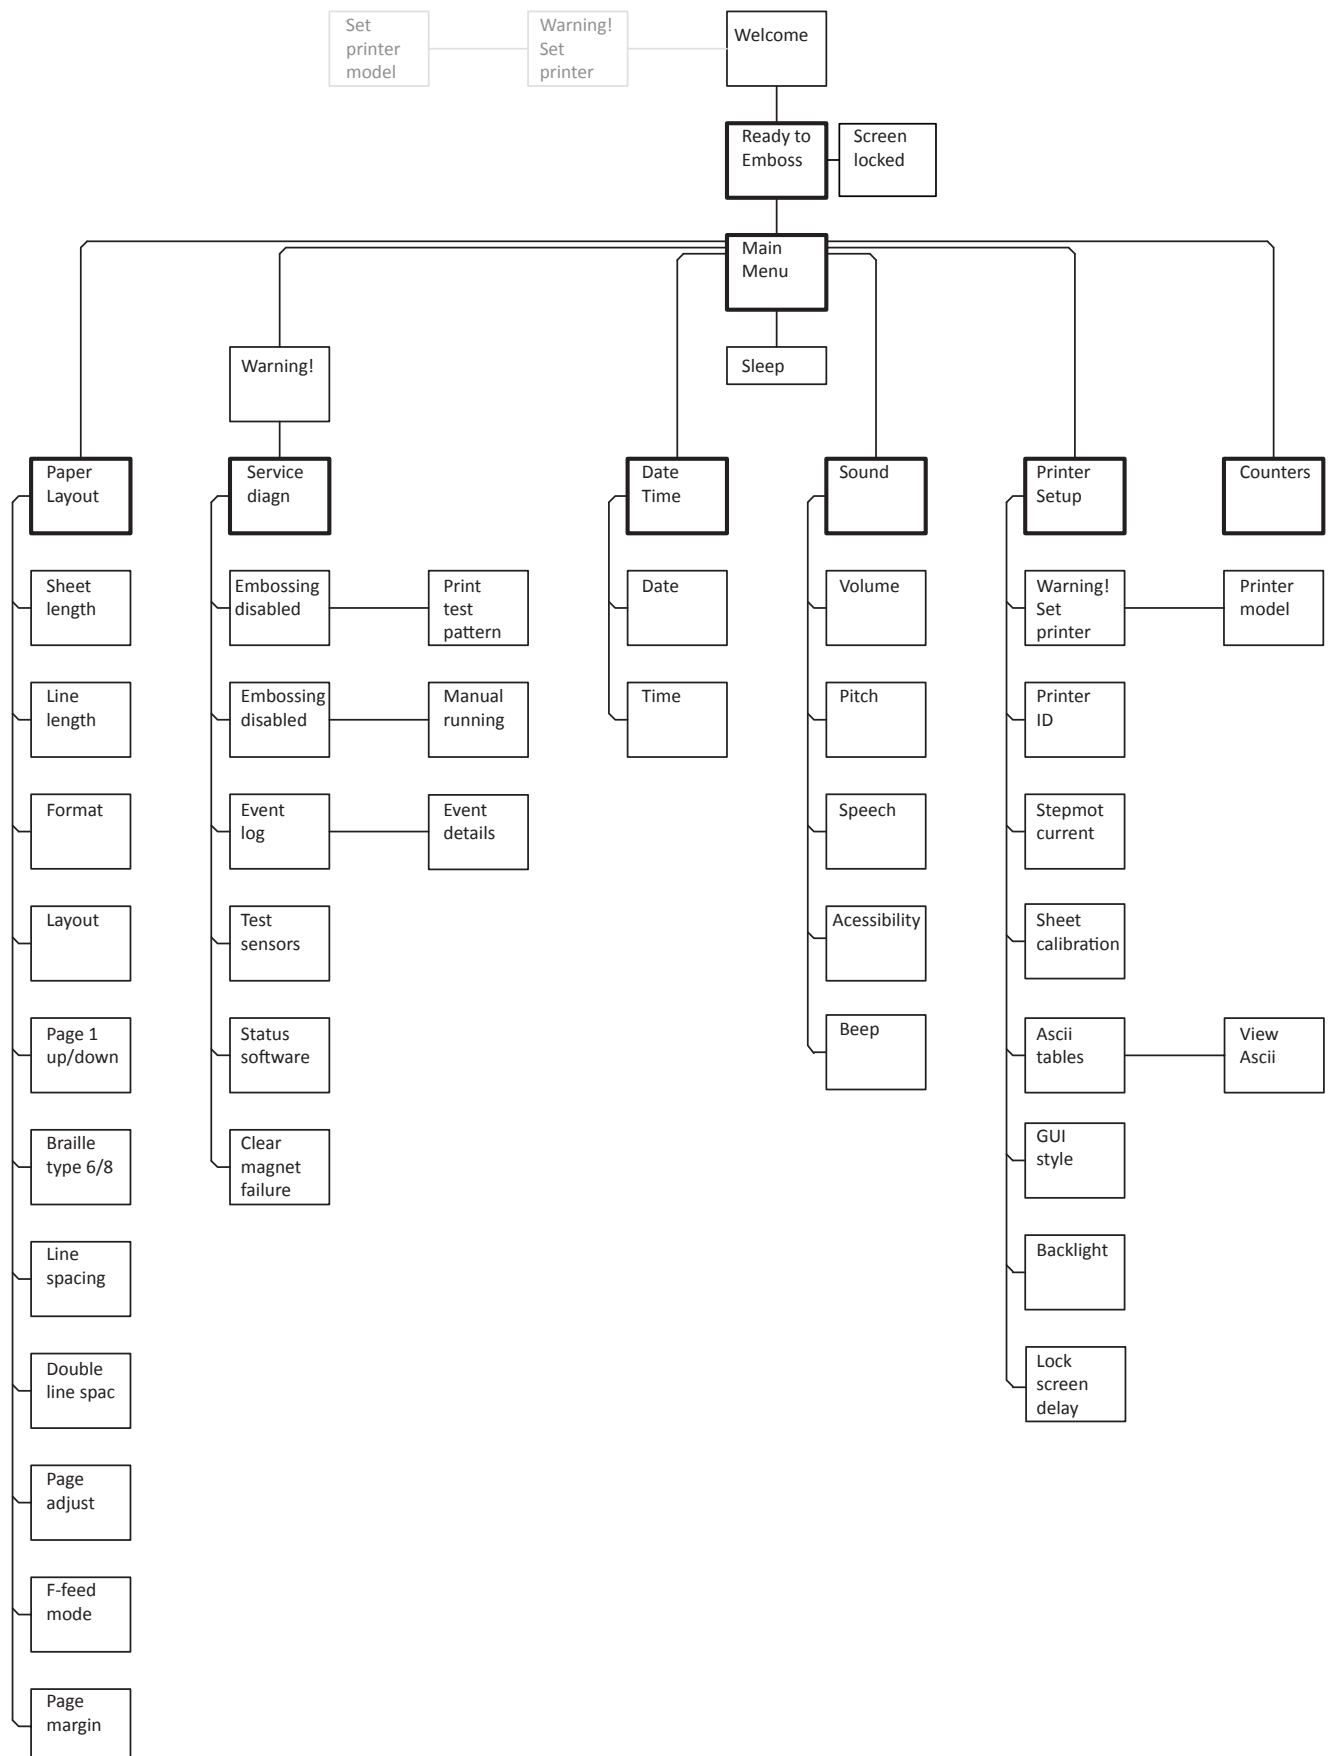 Set
printer
model
Warning!
Set
printer
Welcome
Ready to
Emboss
Screen
locked
Main
Menu
Warning!
Sleep
Paper
Layout
Service
diagn
Date
Time
Sound
Printer
Setup
Counters
Sheet
length
Embossing
disabled
Print
test
pattern
Date
Volume
Warning!
Set
printer
Printer
model
Line
length
Embossing
disabled
Manual
running
Time
Pitch
Printer
ID
Format
Event
log
Event
details
Speech
Stepmot
current
Layout
Test
sensors
Acessibility
Sheet
calibration
Page 1
up/down
Status
software
Beep
Ascii
tables
View
Ascii
Braille
type 6/8
Clear
magnet
failure
GUI
style
Line
spacing
Backlight
Double
line spac
Lock
screen
delay
Page
adjust
F-feed
mode
Page
margin